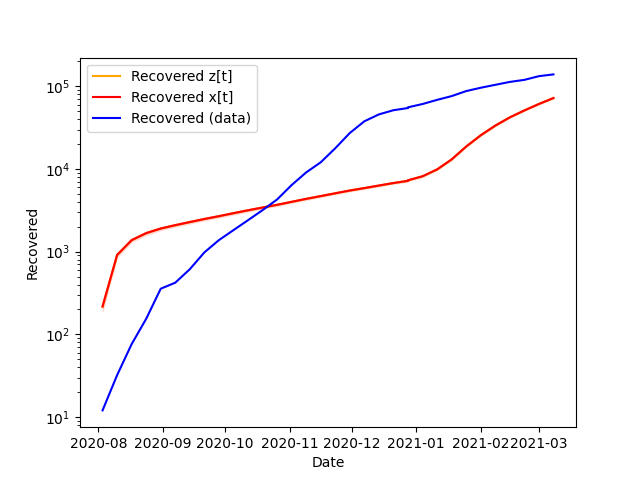 Recovered z[t]
Recovered x[t]
Recovered (data)
10^5
10^4
10^3
10^2
10^1
Recovered
2020-08 2020-09 2020-10 2020-11 2020-12 2021-01 2021-02 2021-03
Date